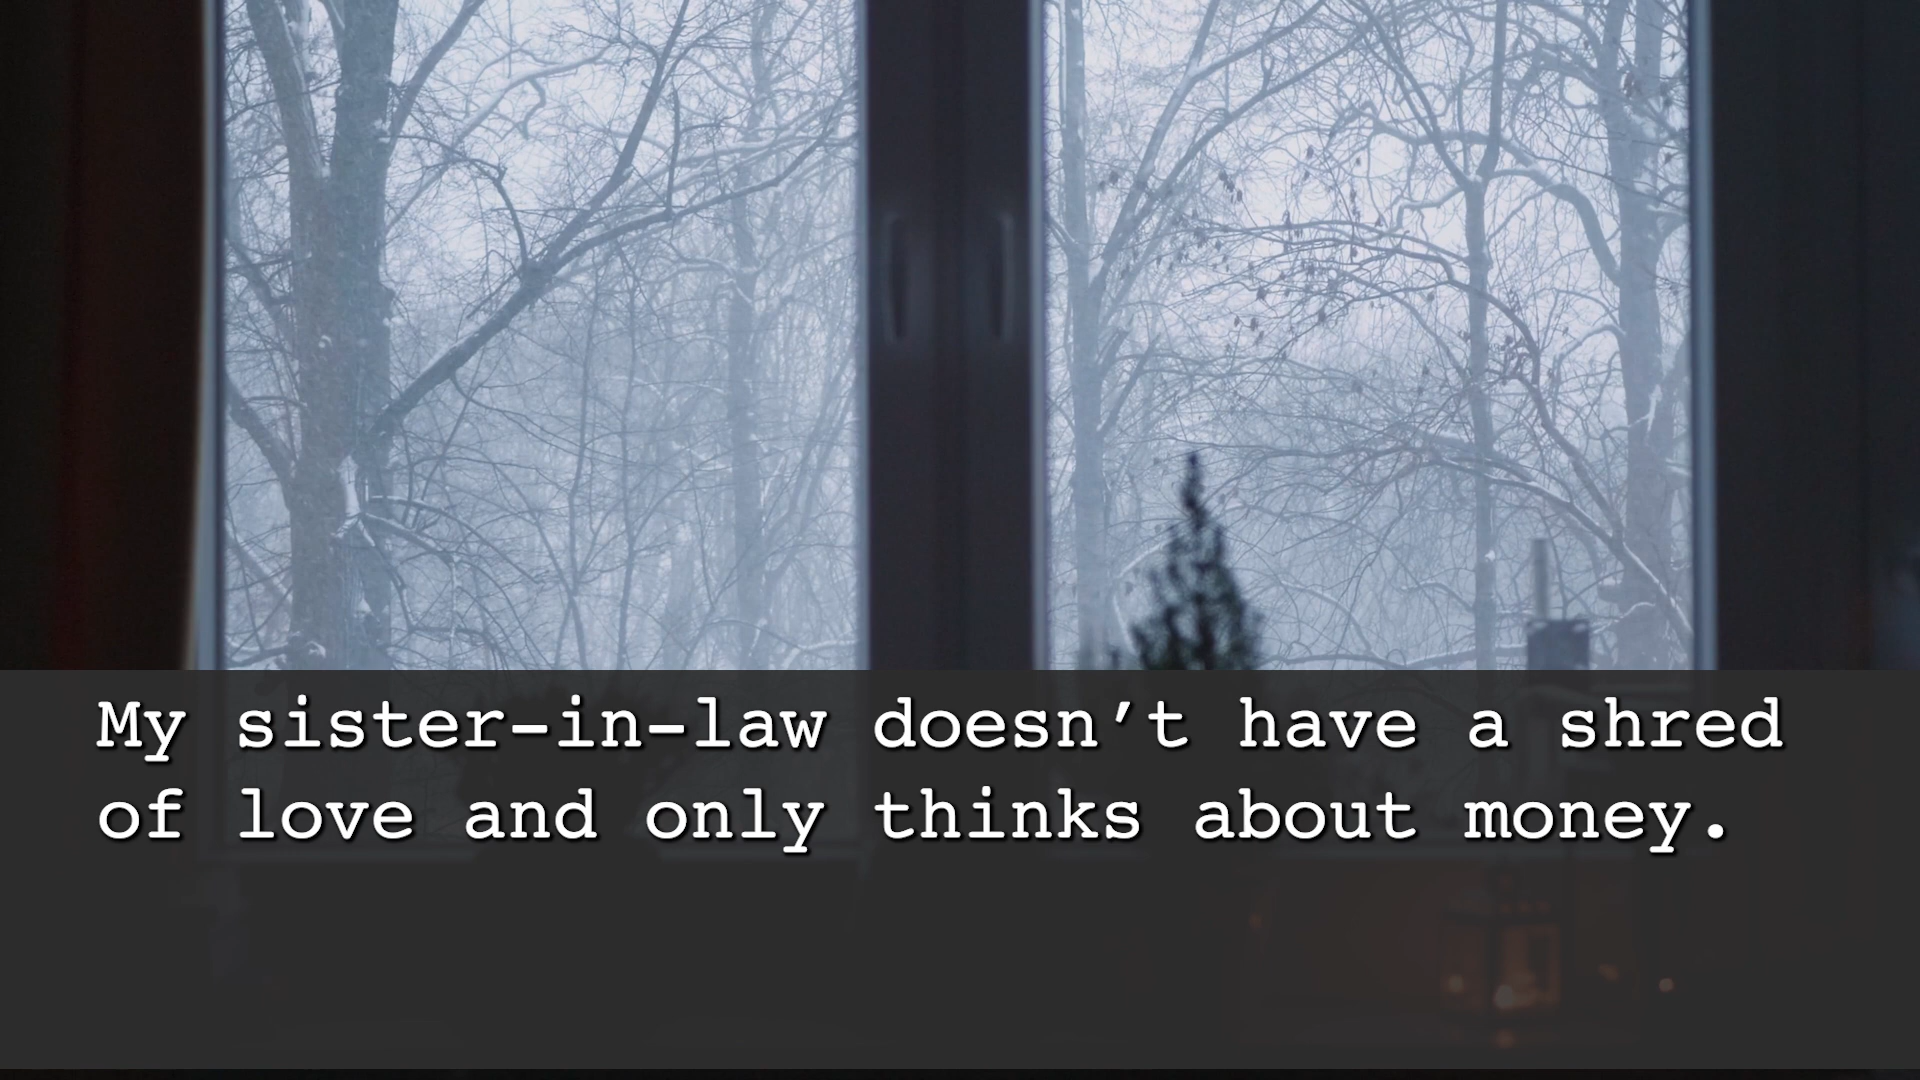 My sister-in-law doesn’t have a shred
of love and only thinks about money.